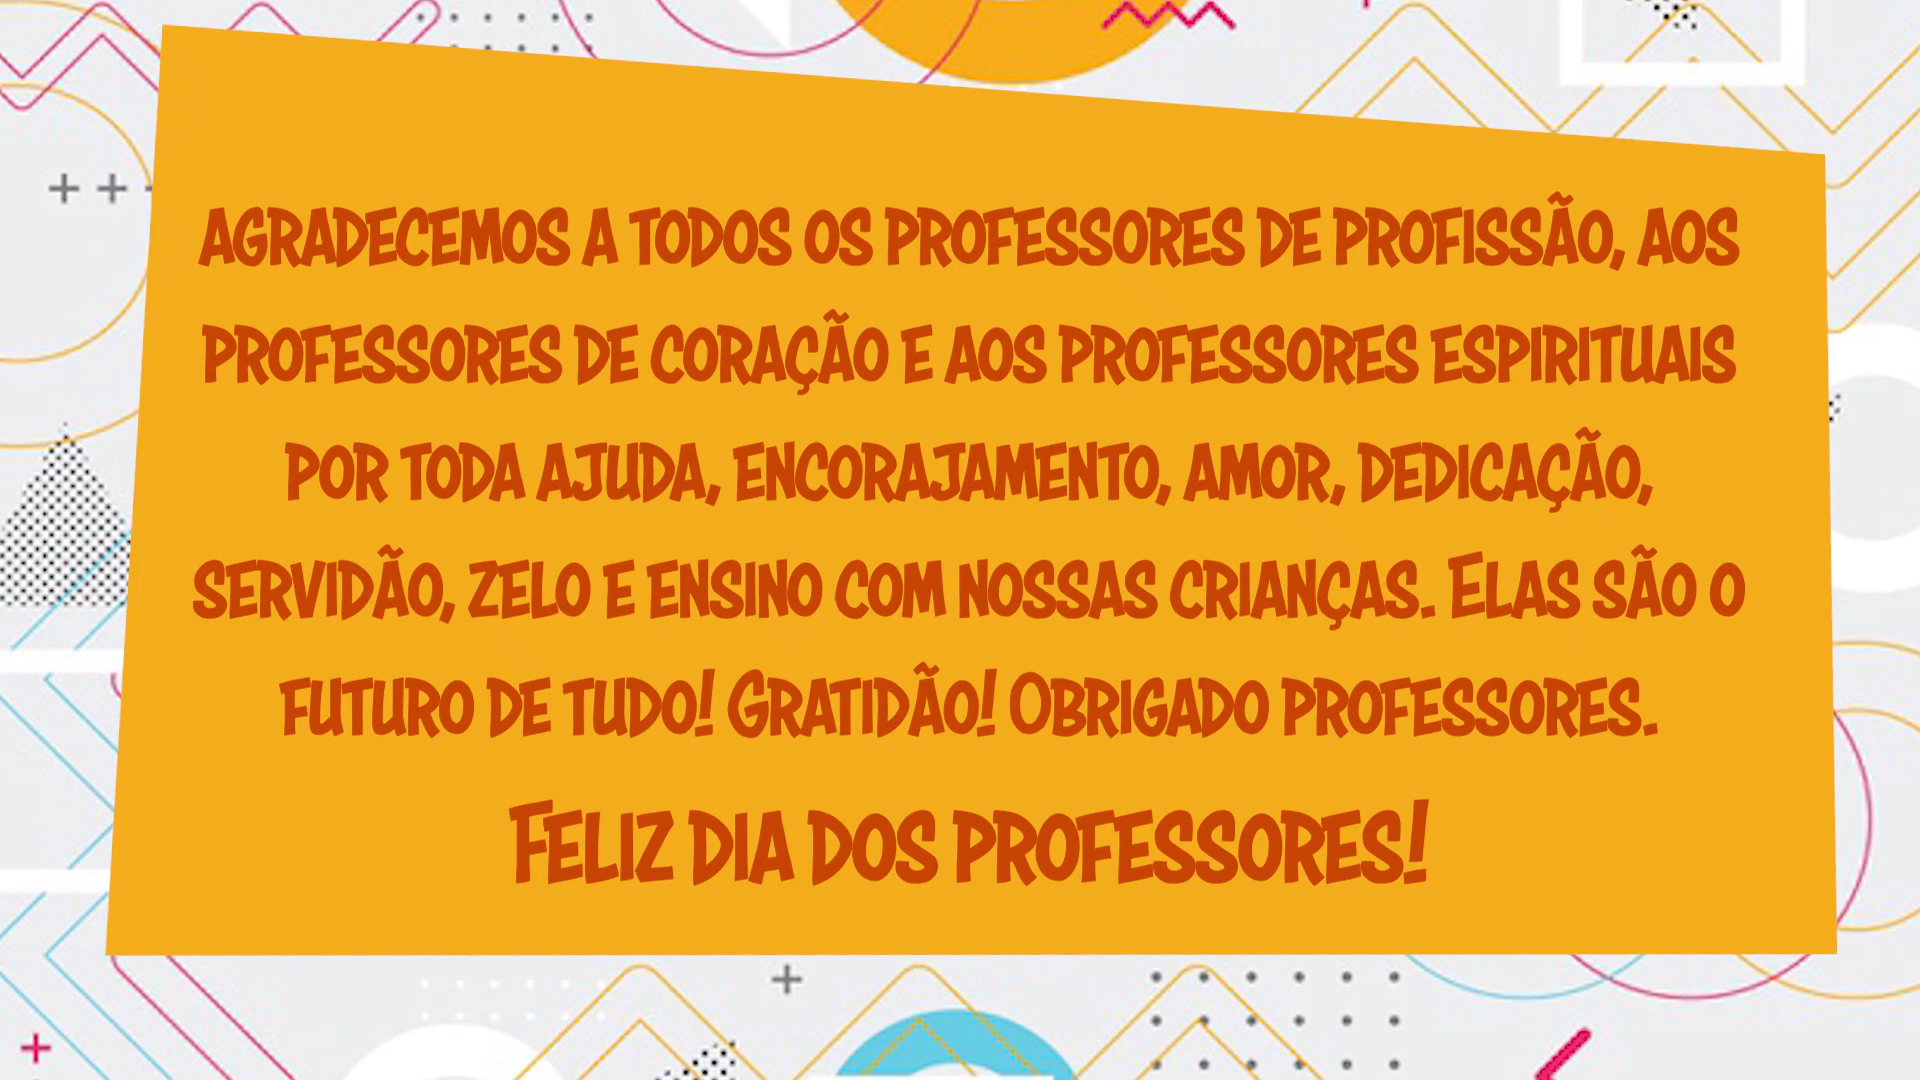 AGRADECEMOS A TODOS OS PROFESSORES DE PROFISSÃO, AOS
PROFESSORES DE CORAÇÃO E AOS PROFESSORES ESPIRITUAIS
POR TODA AJUDA, ENCORAJAMENTO, AMOR, DEDICAÇÃO,
SERVIDÃO, ZELO E ENSINO COM NOSSAS CRIANÇAS. ELAS SÃO O
FUTURO DE TUDO! GRATIDÃO! OBRIGADO PROFESSORES.
FELIZ DIA DOS PROFESSORES!